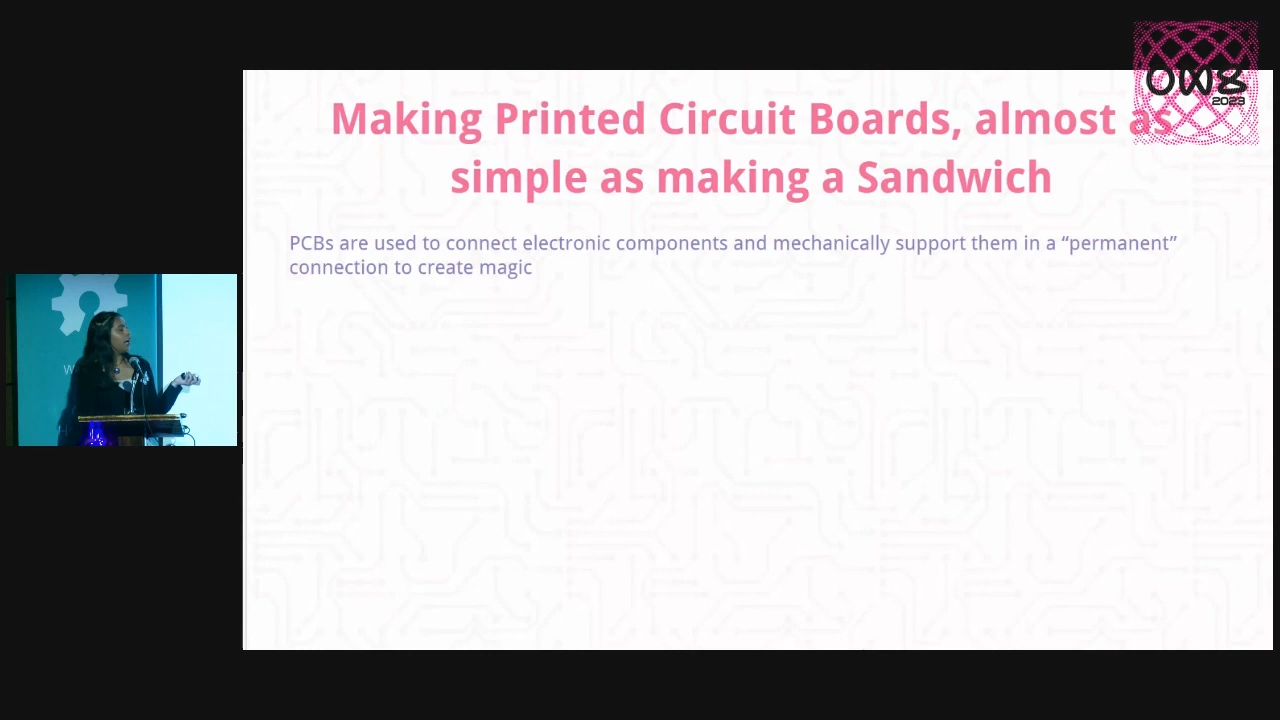 OW8
2023
Making Printed Circuit Boards, almost as
simple as making a Sandwich
PCBs are used to connect electronic components and mechanically support them in a “permanent”
connection to create magic